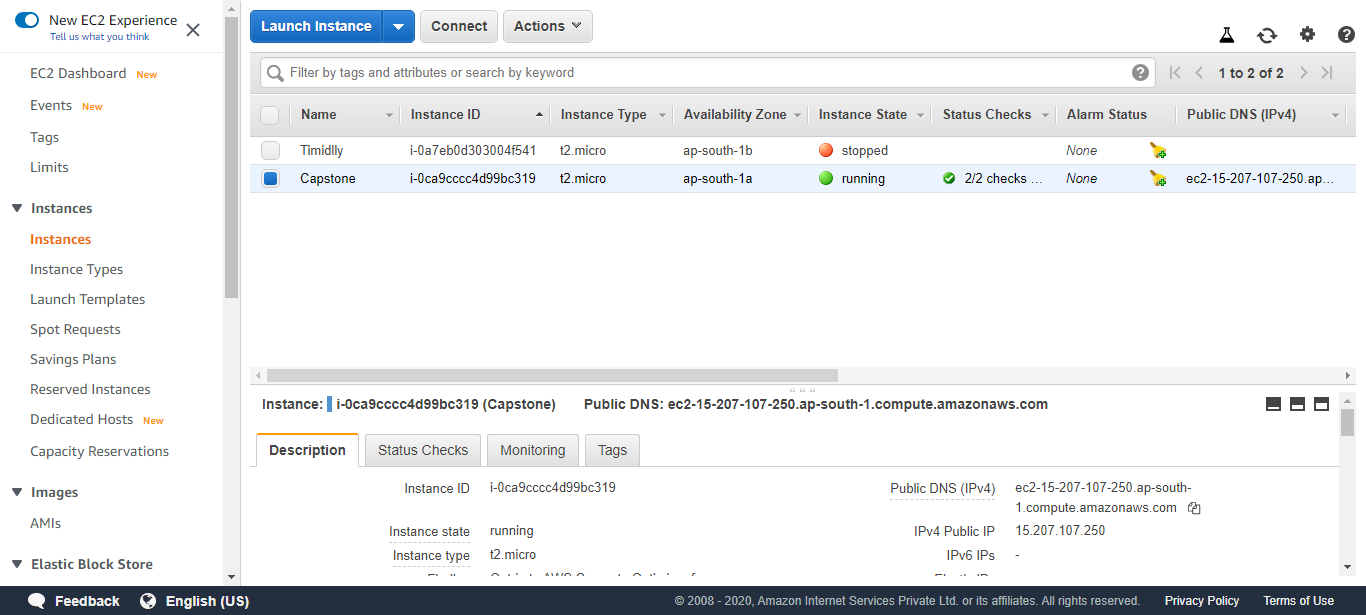 New EC2 Experience
Tell us what you think
EC2 Dashboard New
Events New
Tags
Limits
Instances
Instances
Instance Types
Launch Templates
Spot Requests
Savings Plans
Reserved Instances
Dedicated Hosts New
Capacity Reservations
Images
AMIs
Elastic Block Store
Launch Instance Connect Actions
Filter by tags and attributes or search by keyword 1 to 2 of 2
Name Instance ID Instance Type Availability Zone Instance State Status Checks Alarm Status Public DNS (IPv4)
Timidlly i-0a7eb0d303004f541 t2.micro ap-south-1b stopped None
Capstone i-0ca9cccc4d99bc319 t2.micro ap-south-1a running 2/2 checks ... None ec2-15-207-107-250.ap...
Instance: i-0ca9cccc4d99bc319 (Capstone) Public DNS: ec2-15-207-107-250.ap-south-1.compute.amazonaws.com
Description Status Checks Monitoring Tags
Instance ID i-0ca9cccc4d99bc319 Public DNS (IPv4) ec2-15-207-107-250.ap-south-
1.compute.amazonaws.com
Instance state running IPv4 Public IP 15.207.107.250
Instance type t2.micro IPv6 IPs -
Feedback English (US) © 2008 - 2020, Amazon Internet Services Private Ltd. or its affiliates. All rights reserved. Privacy Policy Terms of Use